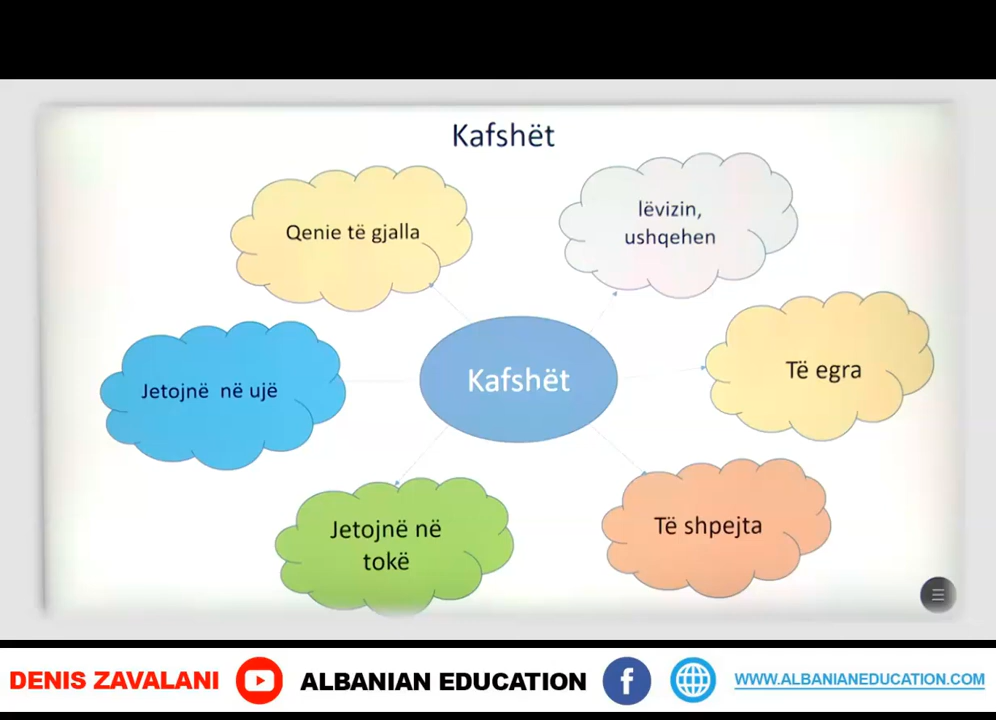 Kafshët
Qenie të gjalla
lëvizin,
ushqehen
Jetojnë në ujë
Kafshët
Të egra
Jetojnë në
tokë
Të shpejta
DENIS ZAVALANI
ALBANIAN EDUCATION
WWW.ALBANIANEDUCATION.COM